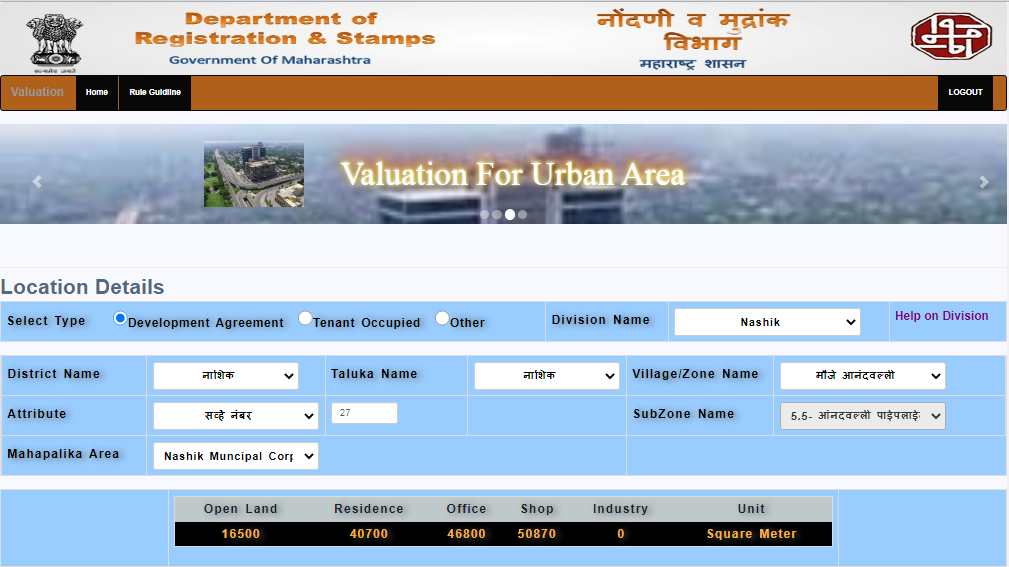 Department of
Registration & Stamps
Government Of Maharashtra
नोंदणी व मुद्रांक
विभाग
महाराष्ट्र शासन
सत्यमेव जयते
Valuation Home Rule Guidline LOGOUT
Valuation For Urban Area
Location Details
Select Type Development Agreement Tenant Occupied Other Division Name Nashik Help on Division
District Name नाशिक Taluka Name नाशिक Village/Zone Name मौजे आनंदवल्ली
Attribute सर्व्हे नंबर 27 SubZone Name 5.5- आंनदवल्ली पाईपलाई
Mahapalika Area Nashik Muncipal Corp
Open Land Residence Office Shop Industry Unit
16500 40700 46800 50870 0 Square Meter